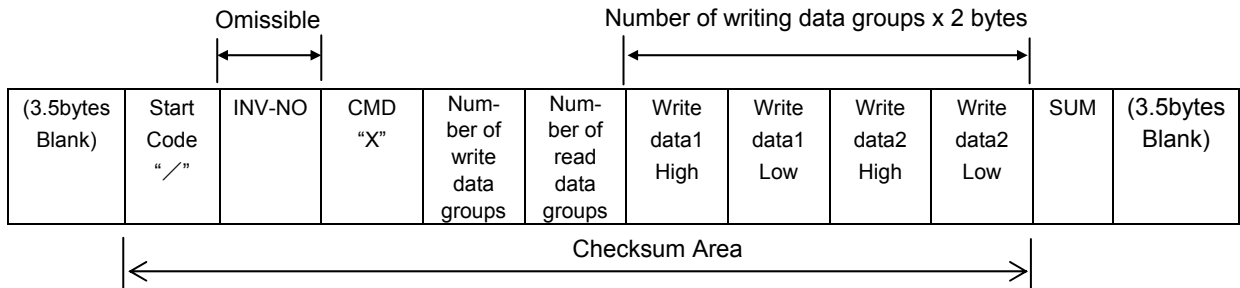 Omissible
Number of writing data groups x 2 bytes
(3.5bytes
Blank)
Start
Code
“／”
INV-NO
CMD
“X”
Num-
ber of
write
data
groups
Num-
ber of
read
data
groups
Write
data1
High
Write
data1
Low
Write
data2
High
Write
data2
Low
SUM
(3.5bytes
Blank)
Checksum Area